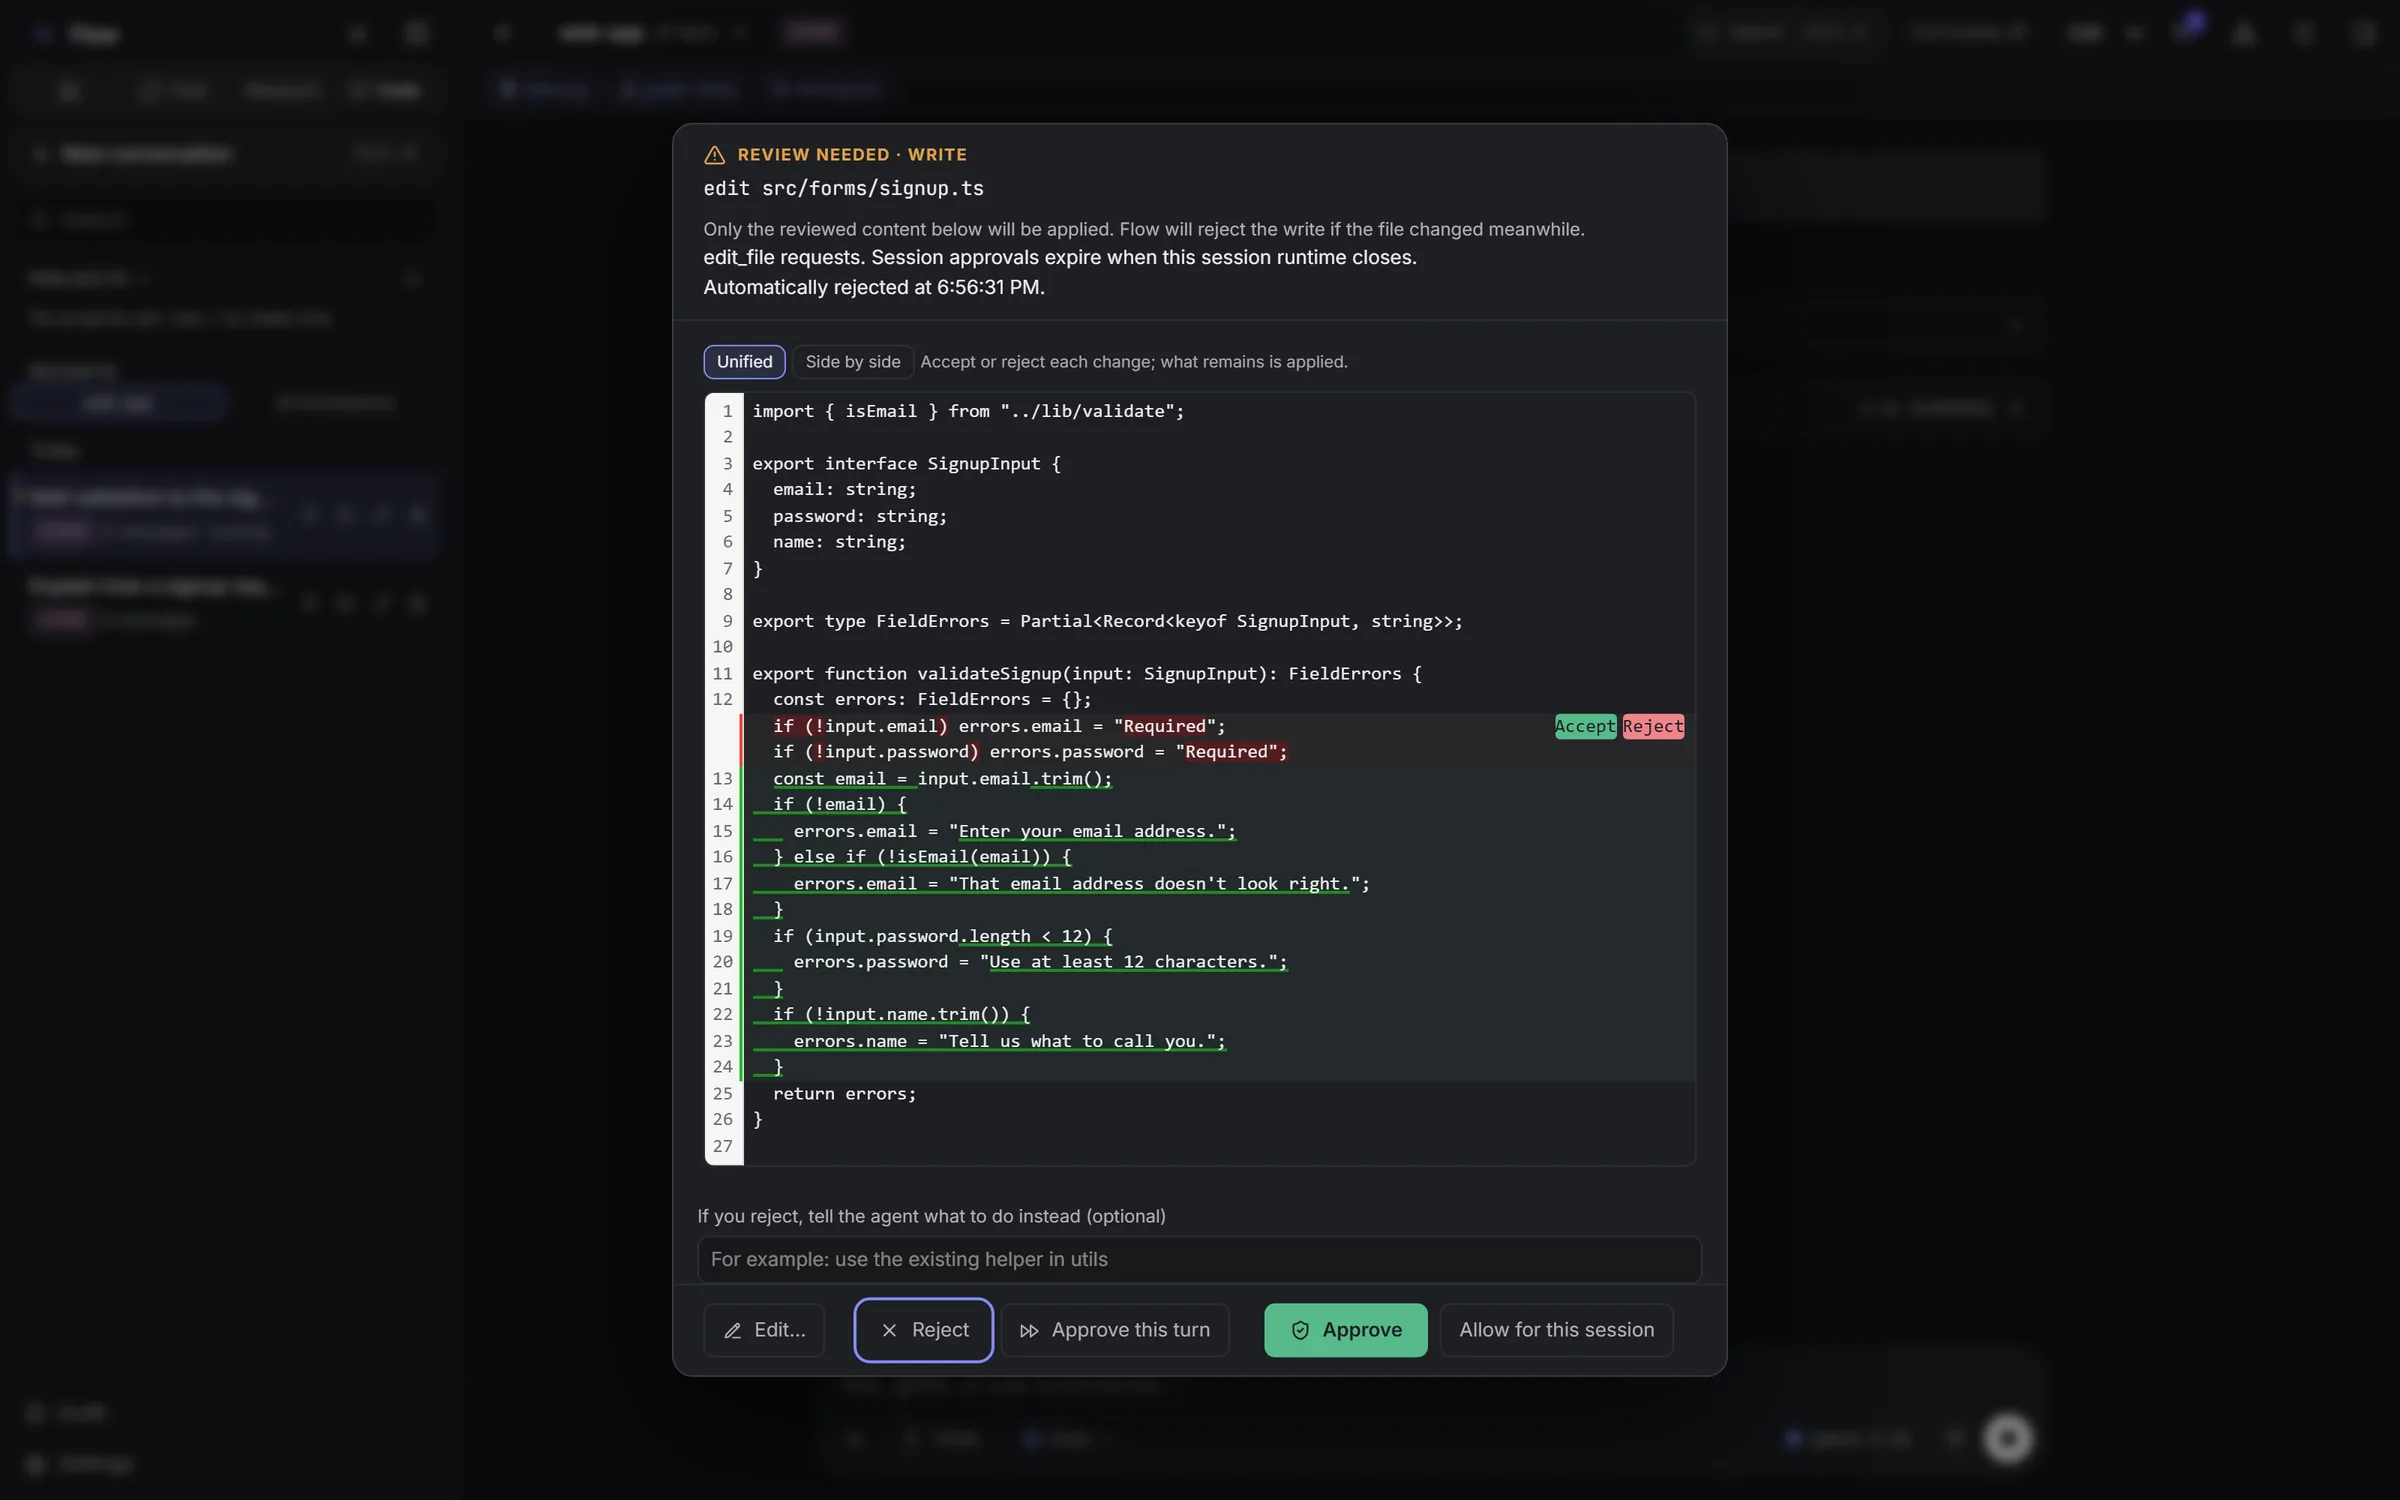 REVIEW NEEDED · WRITE
edit src/forms/signup.ts
Only the reviewed content below will be applied. Flow will reject the write if the file changed meanwhile.
edit_file requests. Session approvals expire when this session runtime closes.
Automatically rejected at 6:56:31 PM.
Unified Side by side Accept or reject each change; what remains is applied.
1 import { isEmail } from "../lib/validate";
2
3 export interface SignupInput {
4   email: string;
5   password: string;
6   name: string;
7 }
8
9 export type FieldErrors = Partial<Record<keyof SignupInput, string>>;
10
11 export function validateSignup(input: SignupInput): FieldErrors {
12   const errors: FieldErrors = {};
  if (!input.email) errors.email = "Required"; Accept Reject
  if (!input.password) errors.password = "Required";
13   const email = input.email.trim();
14   if (!email) {
15     errors.email = "Enter your email address.";
16   } else if (!isEmail(email)) {
17     errors.email = "That email address doesn't look right.";
18   }
19   if (input.password.length < 12) {
20     errors.password = "Use at least 12 characters.";
21   }
22   if (!input.name.trim()) {
23     errors.name = "Tell us what to call you.";
24   }
25   return errors;
26 }
27
If you reject, tell the agent what to do instead (optional)
For example: use the existing helper in utils
Edit... Reject Approve this turn Approve Allow for this session